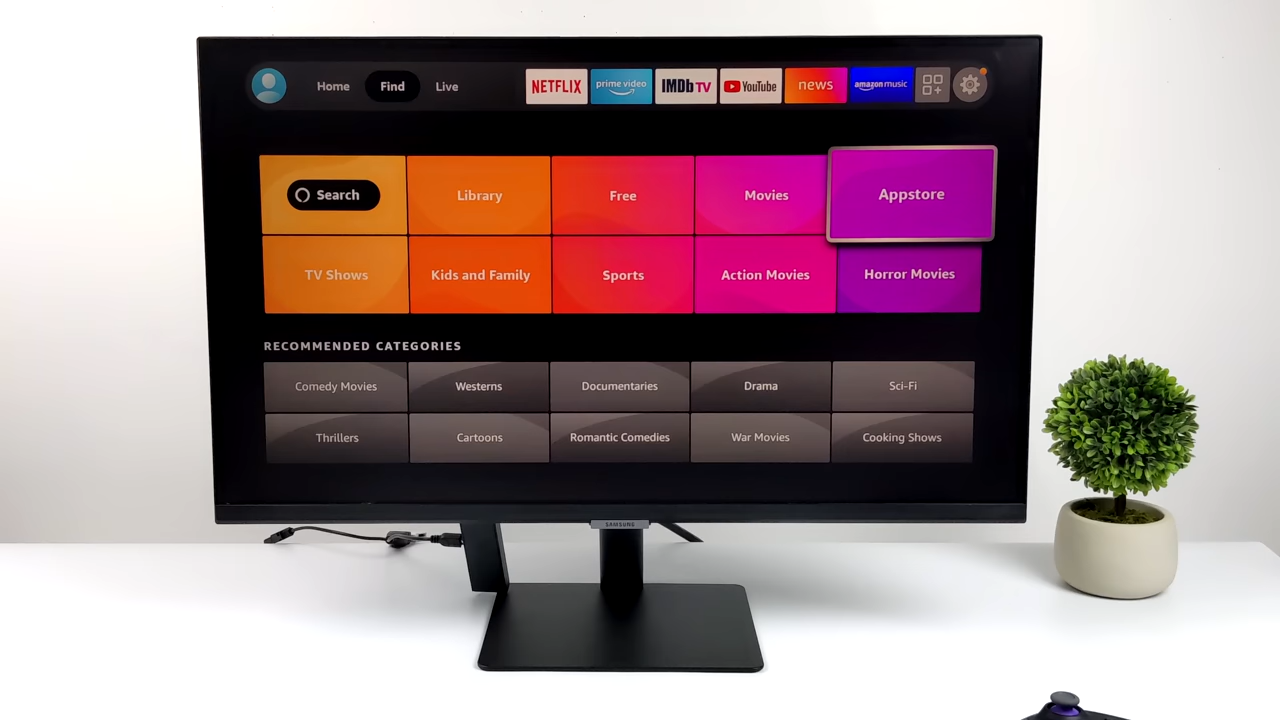 Home Find Live NETFLIX prime video IMDb TV YouTube news amazon music
Search Library Free Movies Appstore
TV Shows Kids and Family Sports Action Movies Horror Movies
RECOMMENDED CATEGORIES
Comedy Movies Westerns Documentaries Drama Sci-Fi
Thrillers Cartoons Romantic Comedies War Movies Cooking Shows
SAMSUNG